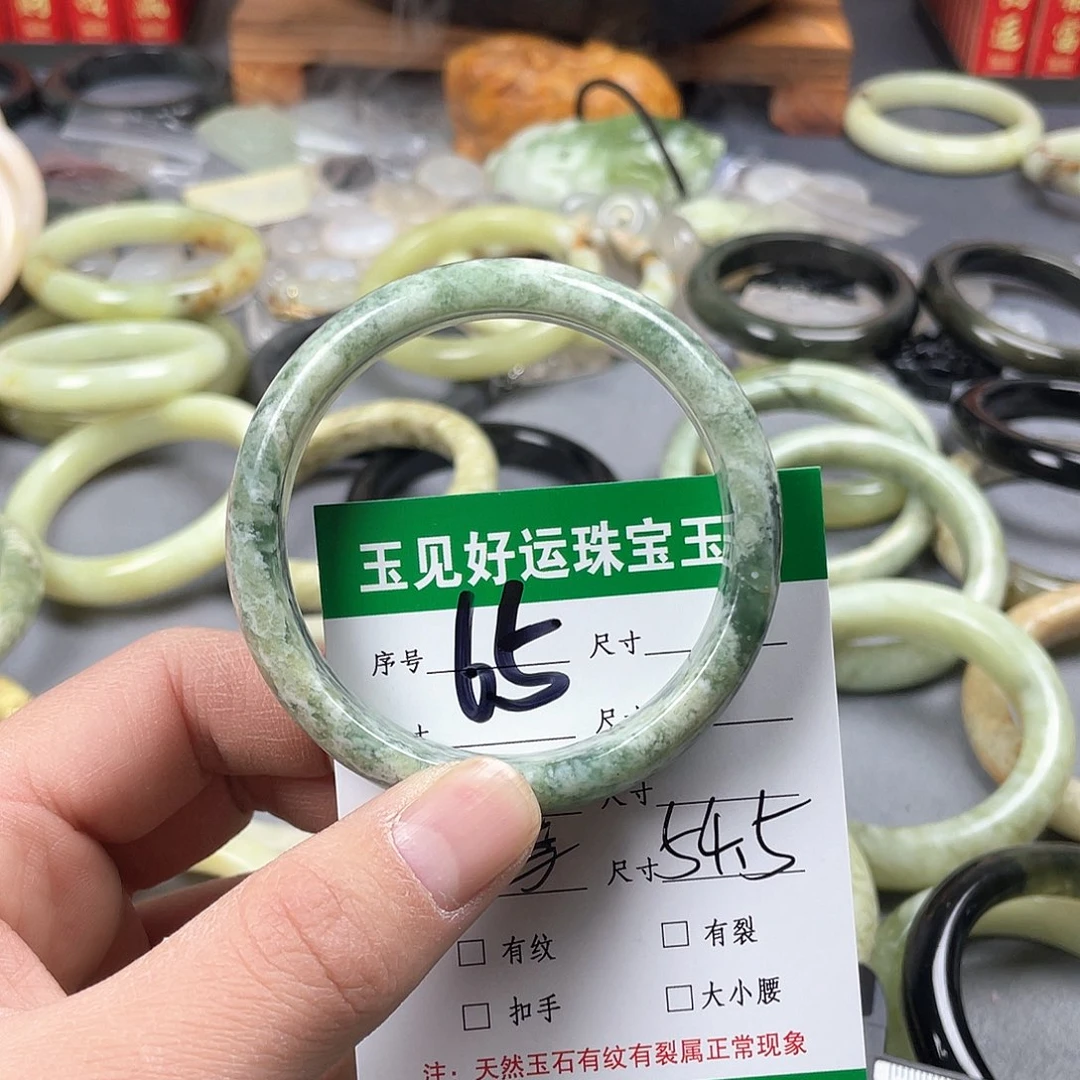 玉见好运珠宝玉
序号 65 尺寸
尺寸
尺寸
尺寸 54.5
□ 有纹 □ 有裂
□ 扣手 □ 大小腰
注: 天然玉石有纹有裂属正常现象
运
富